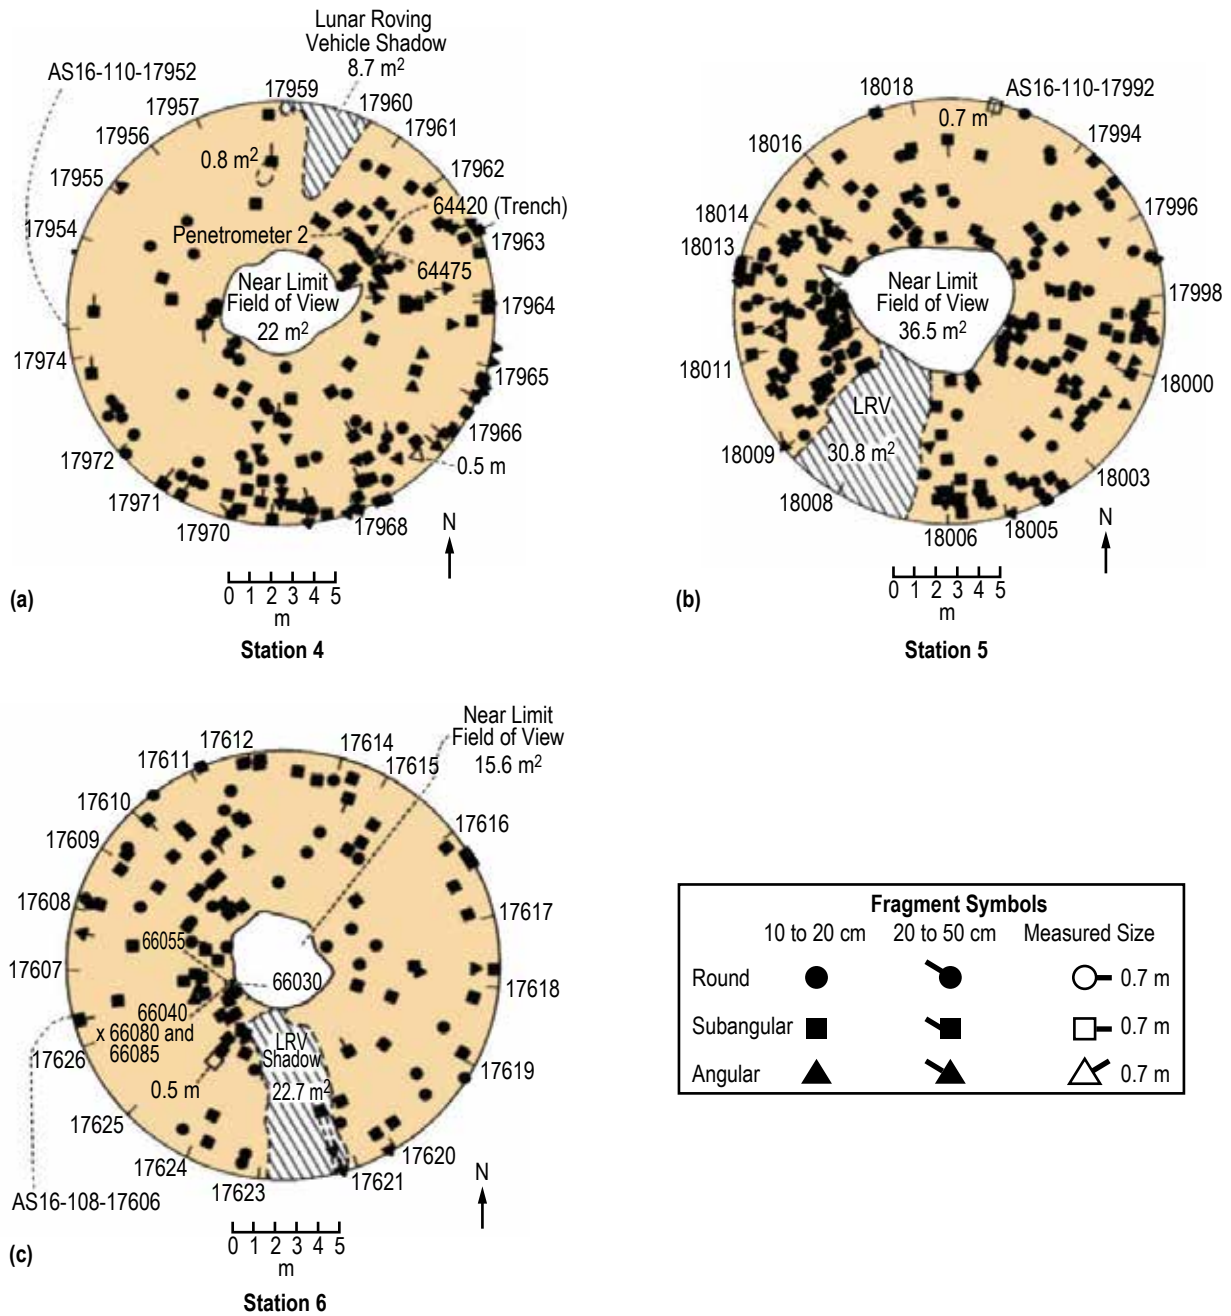 Lunar Roving
Vehicle Shadow
8.7 m²
AS16-110-17952
17959
17960
17957
17961
17956
0.8 m²
17962
17955
64420 (Trench)
17954
Penetrometer 2
17963
64475
Near Limit
Field of View
22 m²
17964
17974
17965
17966
17972
0.5 m
17971
17970
17968
N
0 1 2 3 4 5
m
(a)
Station 4
18018
AS16-110-17992
0.7 m
17994
18016
17996
18014
18013
Near Limit
Field of View
36.5 m²
17998
18011
18000
LRV
30.8 m²
18009
18003
18008
18006
18005
N
0 1 2 3 4 5
m
(b)
Station 5
Near Limit
Field of View
15.6 m²
17612
17614
17611
17615
17610
17616
17609
17608
17617
66055
17607
66030
17618
66040
x 66080 and
66085
17626
LRV
Shadow
22.7 m²
17619
0.5 m
17625
17620
17624
17621
17623
AS16-108-17606
N
0 1 2 3 4 5
m
(c)
Station 6
Fragment Symbols
10 to 20 cm 20 to 50 cm Measured Size
Round 0.7 m
Subangular 0.7 m
Angular 0.7 m